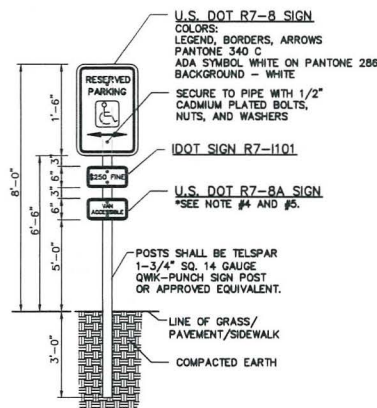 U.S. DOT R7-8 SIGN
COLORS:
LEGEND, BORDERS, ARROWS
PANTONE 340 C
ADA SYMBOL WHITE ON PANTONE 286
BACKGROUND - WHITE
RESERVED
PARKING
SECURE TO PIPE WITH 1/2"
CADMIUM PLATED BOLTS,
NUTS, AND WASHERS
1'-6"
3"
IDOT SIGN R7-I101
$250 FINE
6"
3"
U.S. DOT R7-8A SIGN
*SEE NOTE #4 AND #5.
VAN
ACCESSIBLE
6"
8'-0"
6'-6"
5'-0"
POSTS SHALL BE TELSPAR
1-3/4" SQ. 14 GAUGE
QWIK-PUNCH SIGN POST
OR APPROVED EQUIVALENT.
LINE OF GRASS/
PAVEMENT/SIDEWALK
3'-0"
COMPACTED EARTH